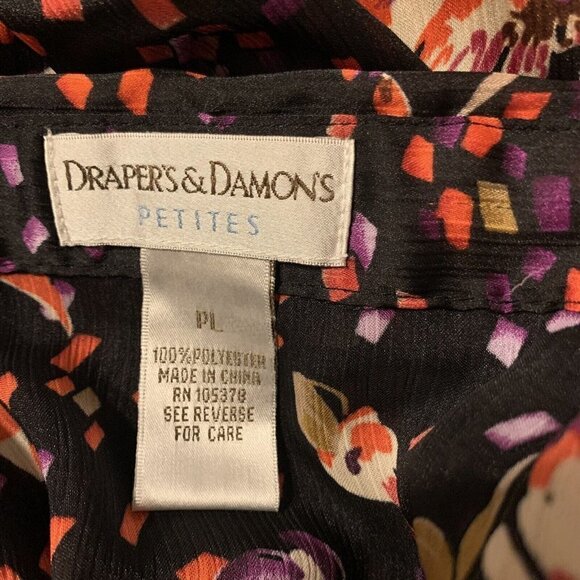 DRAPER'S & DAMON'S
PETITES
PL
100%POLYESTER
MADE IN CHINA
RN 105378
SEE REVERSE
FOR CARE